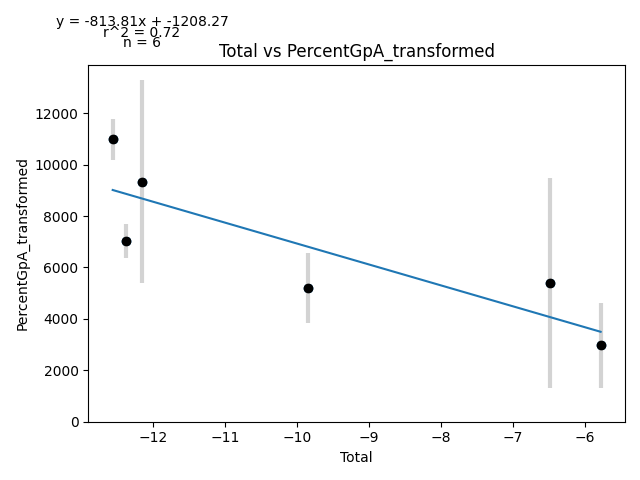 y = -813.81x + -1208.27
r^2 = 0.72
n = 6
Total vs PercentGpA_transformed
PercentGpA_transformed
12000
10000
8000
6000
4000
2000
0
−12
−11
−10
−9
−8
−7
−6
Total